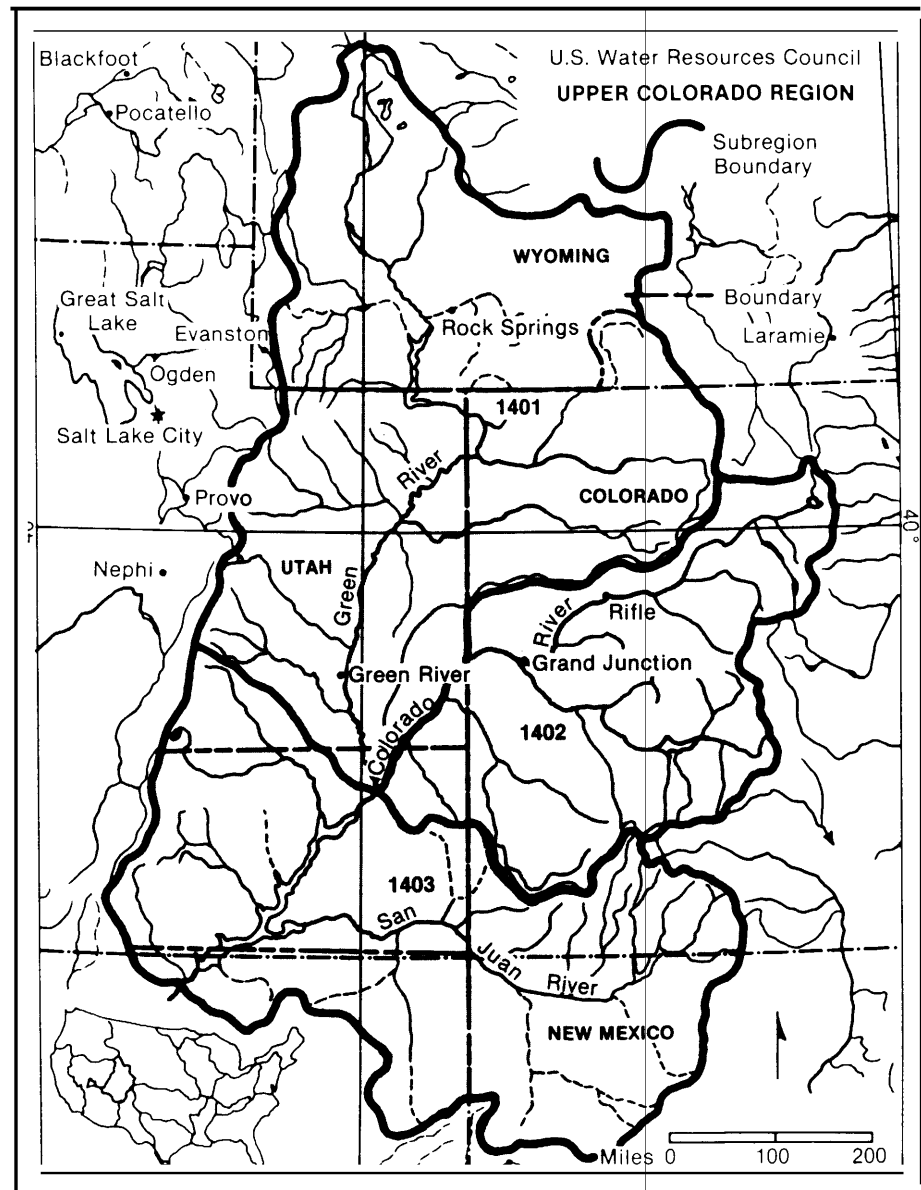 U.S. Water Resources Council
UPPER COLORADO REGION
Subregion
Boundary
Blackfoot
Pocatello
WYOMING
Boundary
Great Salt
Lake
Evanston
Rock Springs
Laramie
Ogden
1401
Salt Lake City
River
Provo
COLORADO
40°
UTAH
Nephi
Green
River
Rifle
Grand Junction
Green River
Colorado
1402
1403
San
Juan
River
NEW MEXICO
Miles 0 100 200